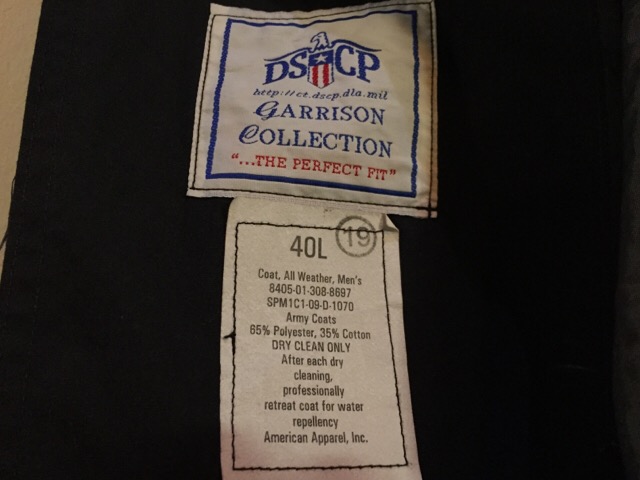 DSCP
http://ct.dscp.dla.mil
GARRISON
COLLECTION
"...THE PERFECT FIT"
40L 19
Coat, All Weather, Men's
8405-01-308-8697
SPM1C1-09-D-1070
Army Coats
65% Polyester, 35% Cotton
DRY CLEAN ONLY
After each dry
cleaning,
professionally
retreat coat for water
repellency
American Apparel, Inc.